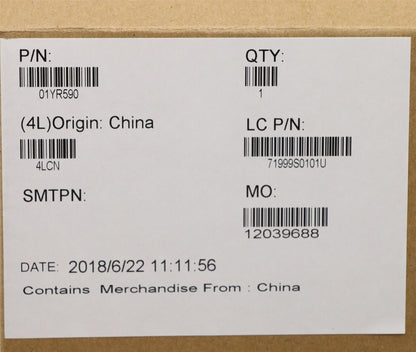 P/N:
QTY:
01YR590
1
(4L)Origin: China
LC P/N:
4LCN
71999S0101U
SMTPN:
MO:
12039688
DATE: 2018/6/22 11:11:56
Contains Merchandise From : China